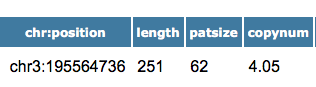 chr:position length patsize copynum
chr3:195564736 251 62 4.05